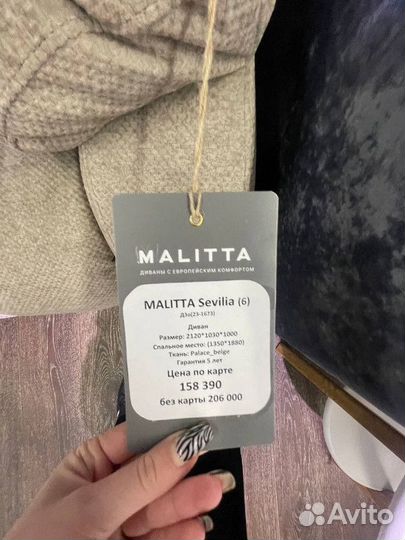 MALITTA
ДИВАНЫ С ЕВРОПЕЙСКИМ КОМФОРТОМ
MALITTA Sevilia (6)
Д3о(23-1673)
Диван
Размер: 2120*1030*1000
Спальное место: (1350*1880)
Ткань: Palace_beige
Гарантия 5 лет
Цена по карте
158 390
без карты 206 000
Avito